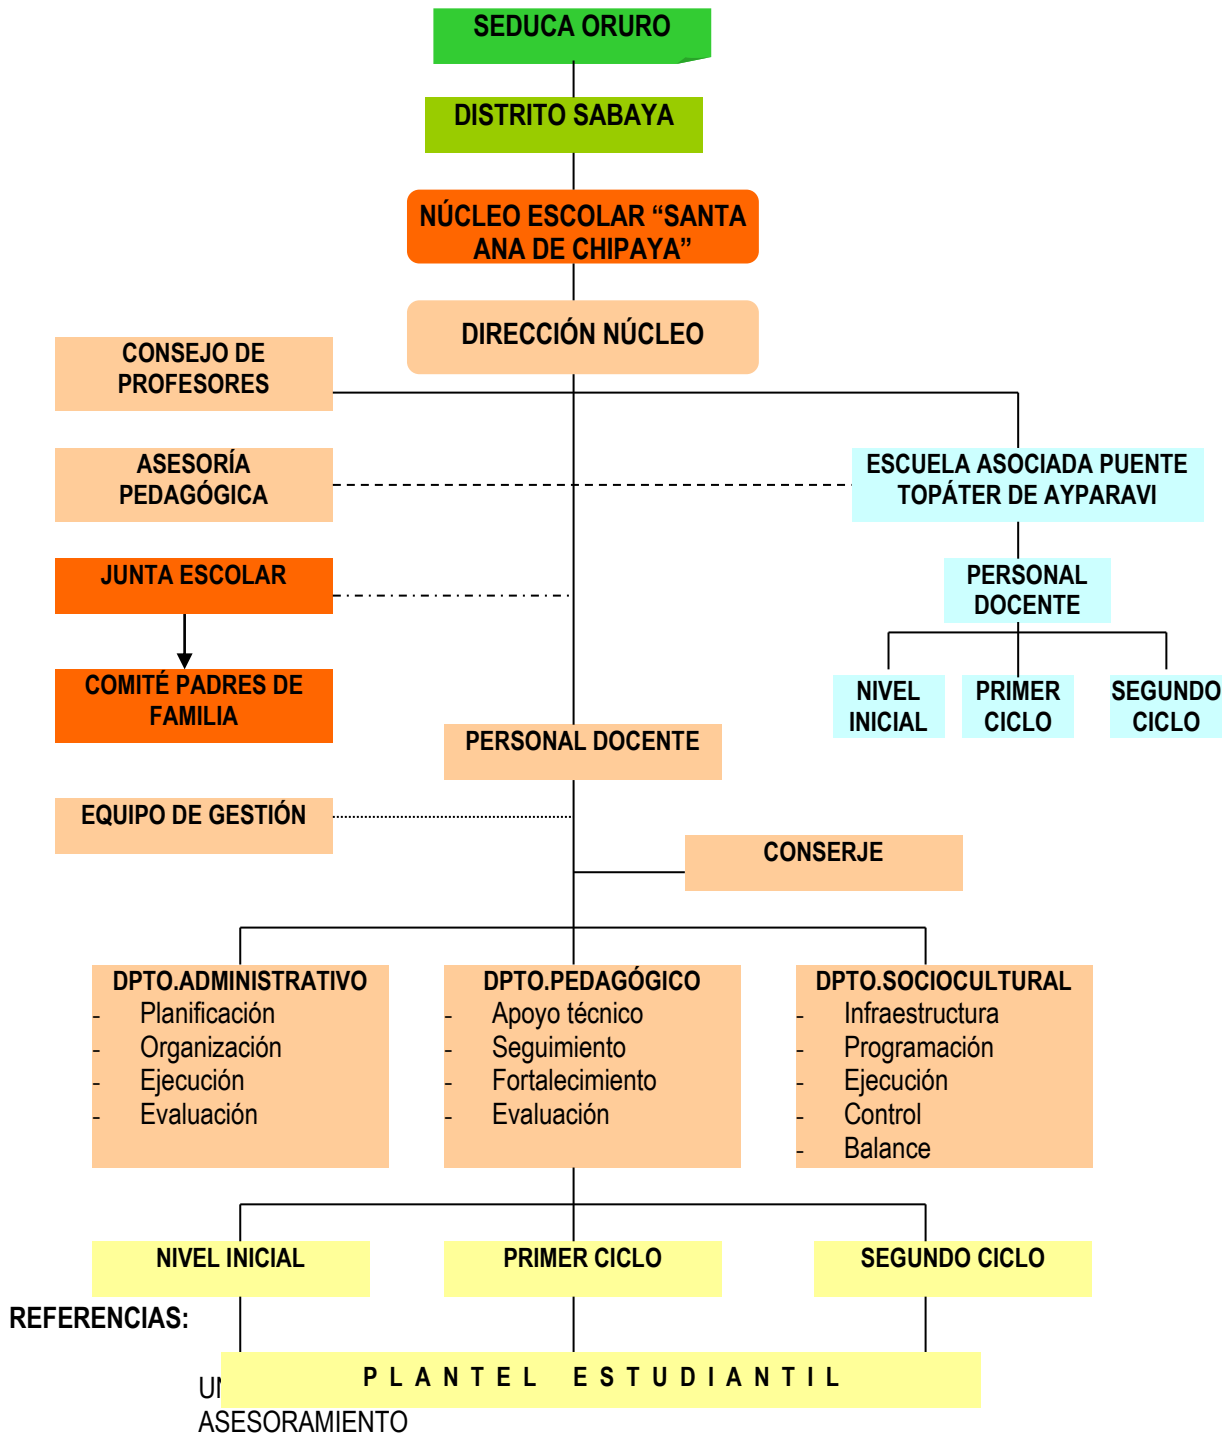 SEDUCA ORURO
DISTRITO SABAYA
NÚCLEO ESCOLAR “SANTA
ANA DE CHIPAYA”
DIRECCIÓN NÚCLEO
CONSEJO DE
PROFESORES
ASESORÍA
PEDAGÓGICA
ESCUELA ASOCIADA PUENTE
TOPÁTER DE AYPARAVI
JUNTA ESCOLAR
PERSONAL
DOCENTE
COMITÉ PADRES DE
FAMILIA
NIVEL
INICIAL
PRIMER
CICLO
SEGUNDO
CICLO
PERSONAL DOCENTE
EQUIPO DE GESTIÓN
CONSERJE
DPTO.ADMINISTRATIVO
- Planificación
- Organización
- Ejecución
- Evaluación
DPTO.PEDAGÓGICO
- Apoyo técnico
- Seguimiento
- Fortalecimiento
- Evaluación
DPTO.SOCIOCULTURAL
- Infraestructura
- Programación
- Ejecución
- Control
- Balance
NIVEL INICIAL
PRIMER CICLO
SEGUNDO CICLO
REFERENCIAS:
P L A N T E L E S T U D I A N T I L
ASESORAMIENTO